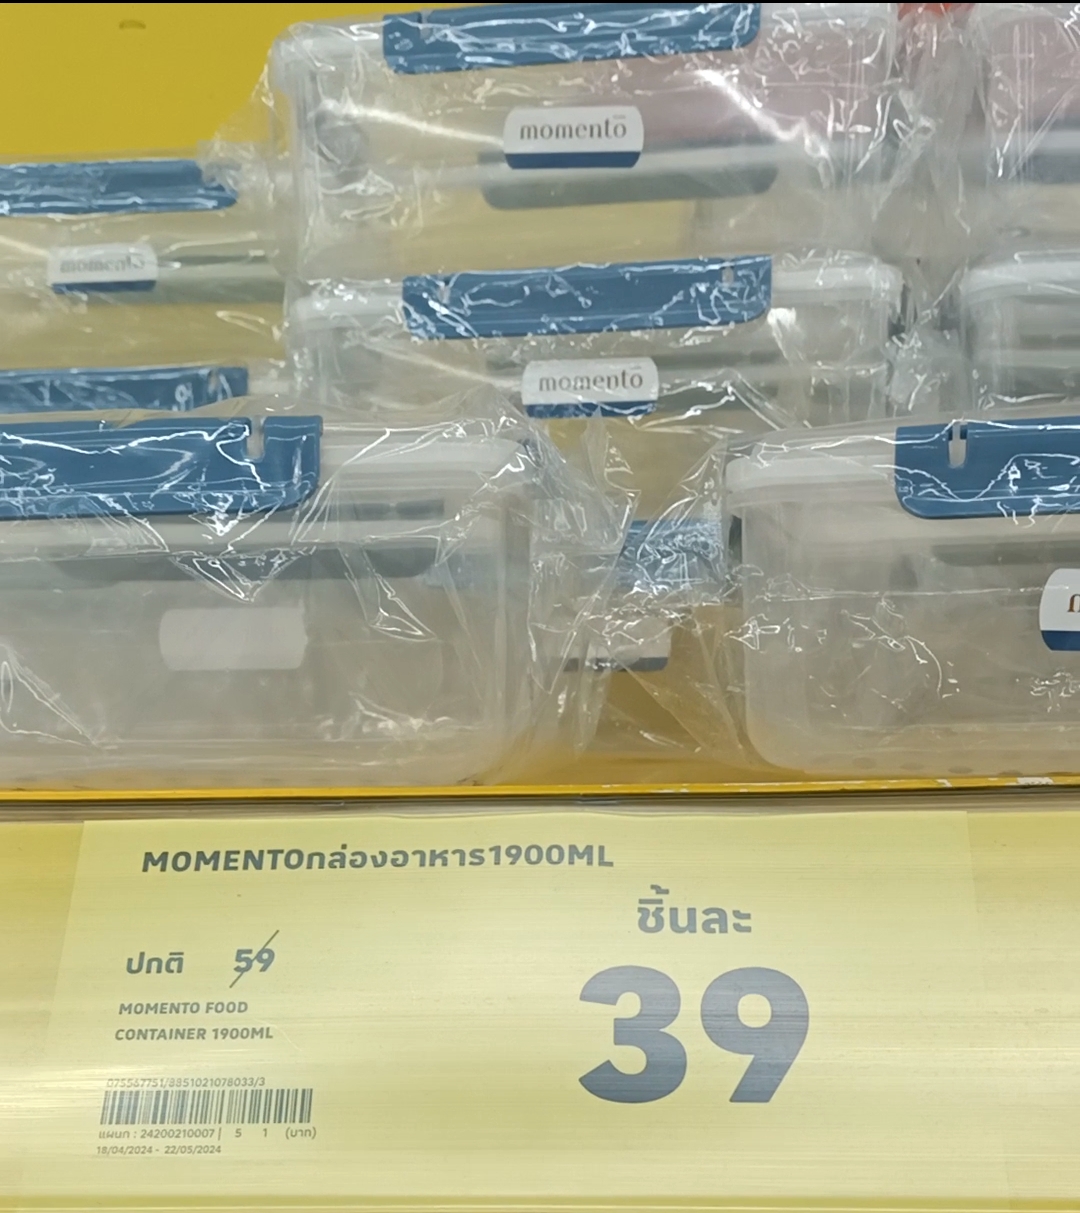 momento
momento
momento
MOMENTOกล่องอาหาร1900ML
ชิ้นละ
ปกติ 59
39
MOMENTO FOOD
CONTAINER 1900ML
075567751/8851021078033/3
แผนก : 24200210007 | 5 1 (บาท)
18/04/2024 - 22/05/2024